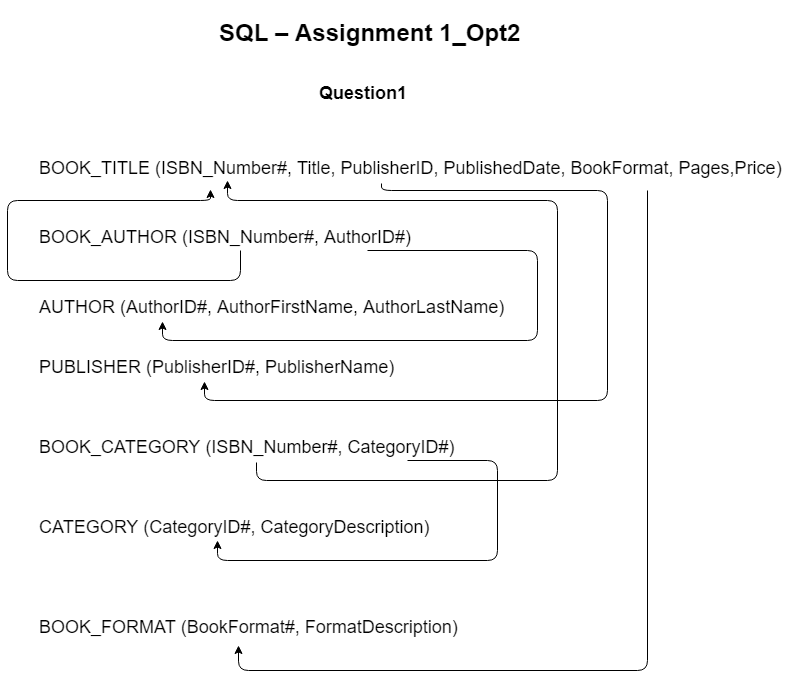 SQL – Assignment 1_Opt2
Question1
BOOK_TITLE (ISBN_Number#, Title, PublisherID, PublishedDate, BookFormat, Pages,Price)
BOOK_AUTHOR (ISBN_Number#, AuthorID#)
AUTHOR (AuthorID#, AuthorFirstName, AuthorLastName)
PUBLISHER (PublisherID#, PublisherName)
BOOK_CATEGORY (ISBN_Number#, CategoryID#)
CATEGORY (CategoryID#, CategoryDescription)
BOOK_FORMAT (BookFormat#, FormatDescription)